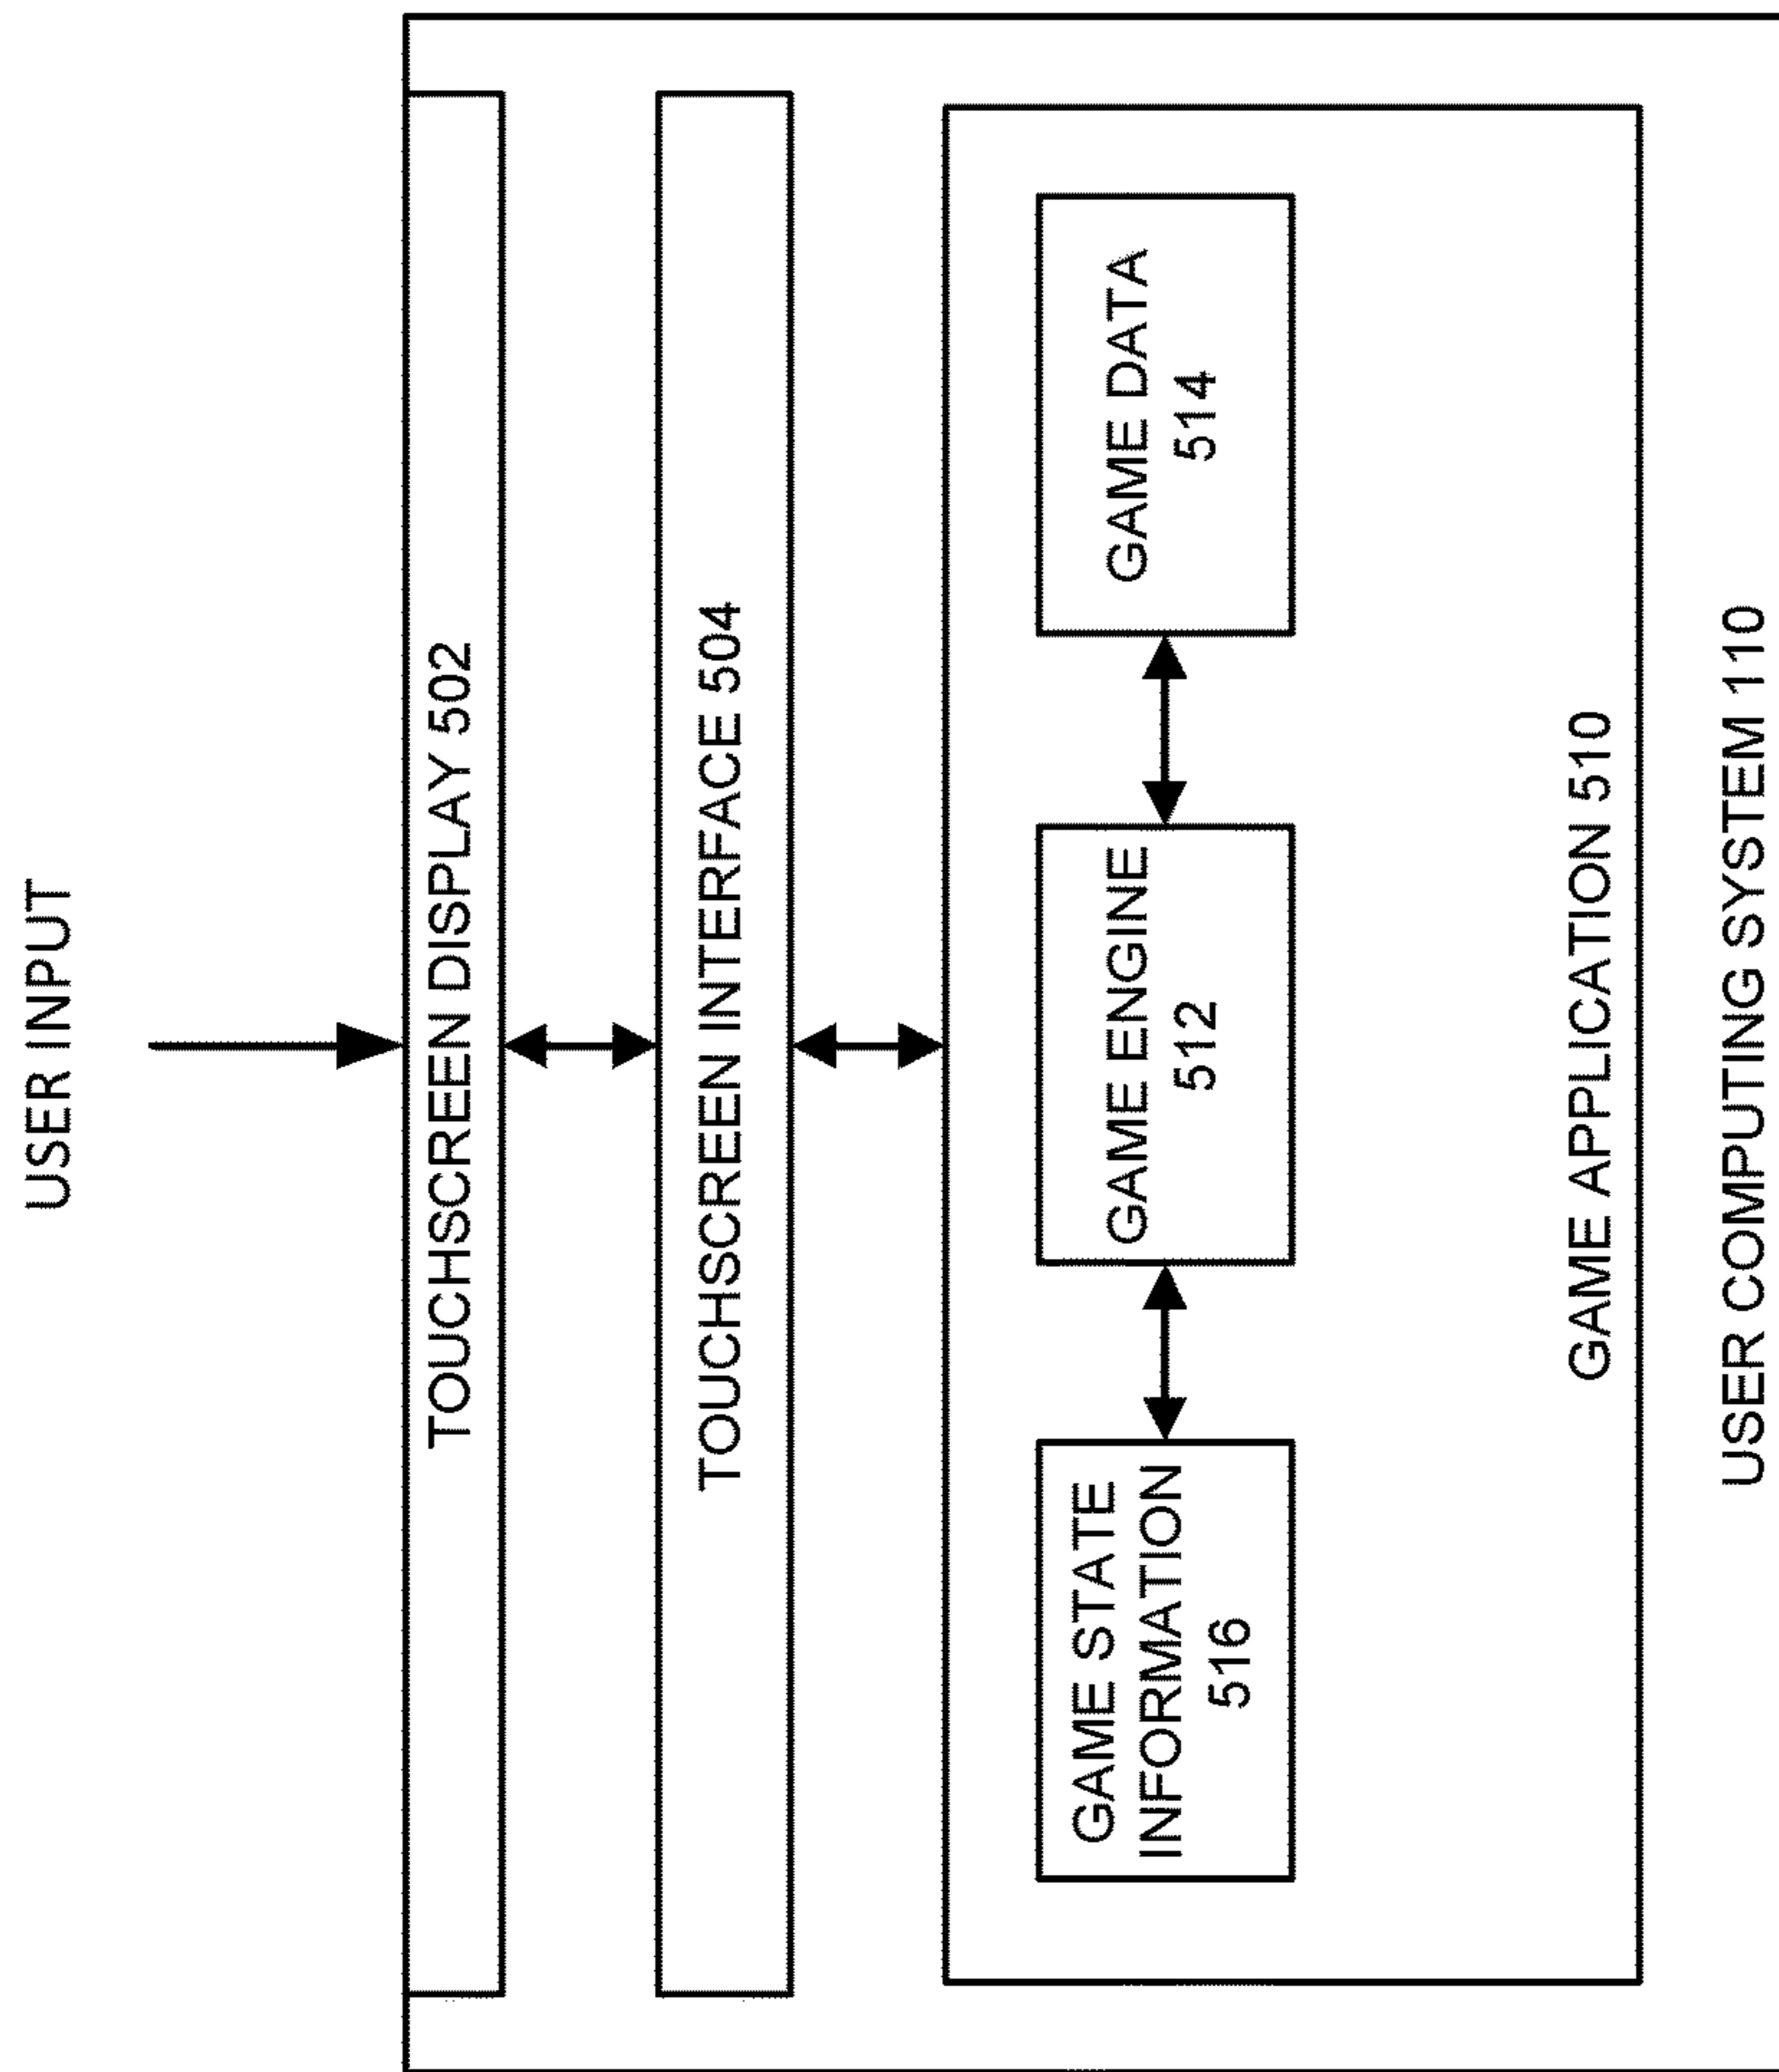 USER INPUT
TOUCHSCREEN DISPLAY 502
TOUCHSCREEN INTERFACE 504
GAME STATE
INFORMATION
516
GAME ENGINE
512
GAME DATA
514
GAME APPLICATION 510
USER COMPUTING SYSTEM 110